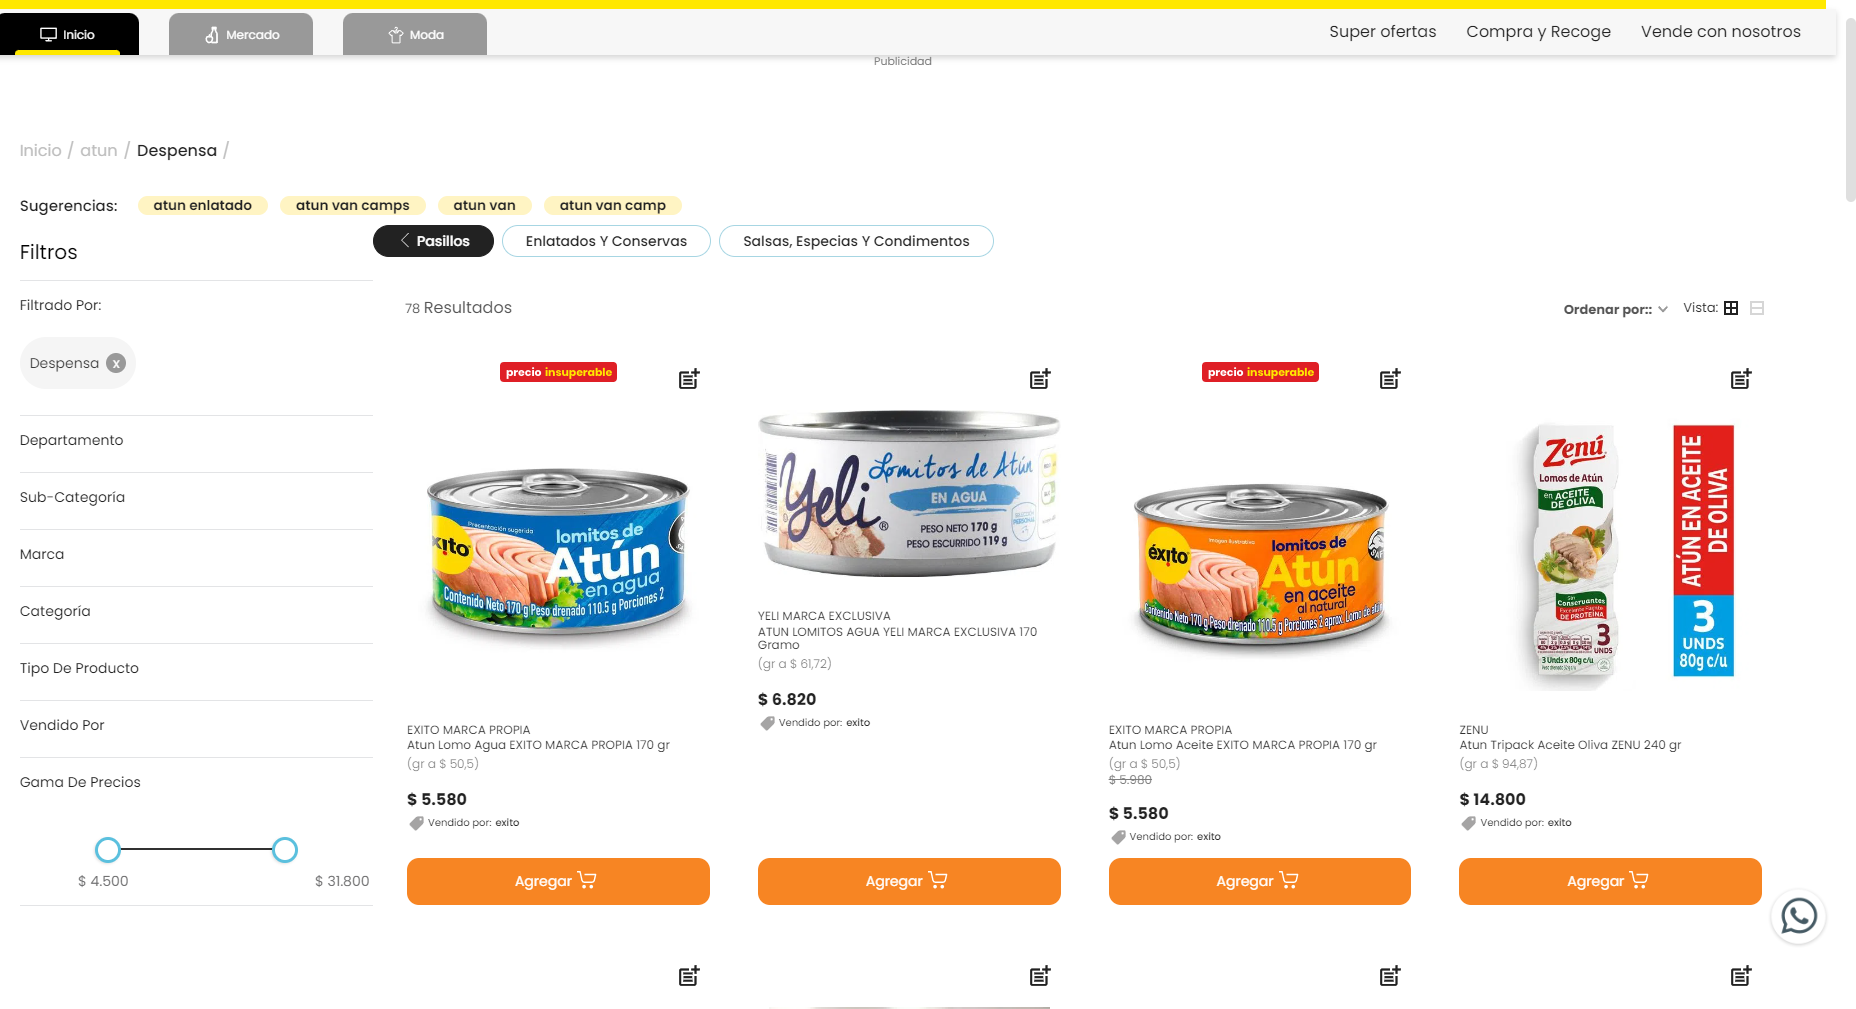 Inicio
Mercado
Moda
Super ofertas
Compra y Recoge
Vende con nosotros
Publicidad
Inicio / atun / Despensa /
Sugerencias:
atun enlatado
atun van camps
atun van
atun van camp
Filtros
Pasillos
Enlatados Y Conservas
Salsas, Especias Y Condimentos
Filtrado Por:
Despensa x
Departamento
Sub-Categoría
Marca
Categoría
Tipo De Producto
Vendido Por
Gama De Precios
$ 4.500
$ 31.800
78 Resultados
Ordenar por::
Vista:
precio insuperable
éxito
Presentación sugerida
lomitos de
Atún
en agua
Contenido Neto 170 g Peso drenado 110.5 g Porciones 2
EXITO MARCA PROPIA
Atun Lomo Agua EXITO MARCA PROPIA 170 gr
(gr a $ 50,5)
$ 5.580
Vendido por: exito
Agregar
Yeli®
Lomitos de Atún
EN AGUA
PESO NETO 170 g
PESO ESCURRIDO 119 g
YELI MARCA EXCLUSIVA
ATUN LOMITOS AGUA YELI MARCA EXCLUSIVA 170
Gramo
(gr a $ 61,72)
$ 6.820
Vendido por: exito
Agregar
precio insuperable
éxito
Imagen ilustrativa
lomitos de
Atún
en aceite
al natural
Contenido Neto 170 g Peso drenado 110.5 g Porciones 2 aprox.
EXITO MARCA PROPIA
Atun Lomo Aceite EXITO MARCA PROPIA 170 gr
(gr a $ 50,5)
$ 5.980
$ 5.580
Vendido por: exito
Agregar
Zenú
Lomos de Atún
en ACEITE
DE OLIVA
Sin
Conservantes
DE PROTEÍNA
3
UNDS
3 Unds x 80g c/u
ATÚN EN ACEITE
DE OLIVA
3
UNDS
80g c/u
ZENU
Atun Tripack Aceite Oliva ZENU 240 gr
(gr a $ 94,87)
$ 14.800
Vendido por: exito
Agregar